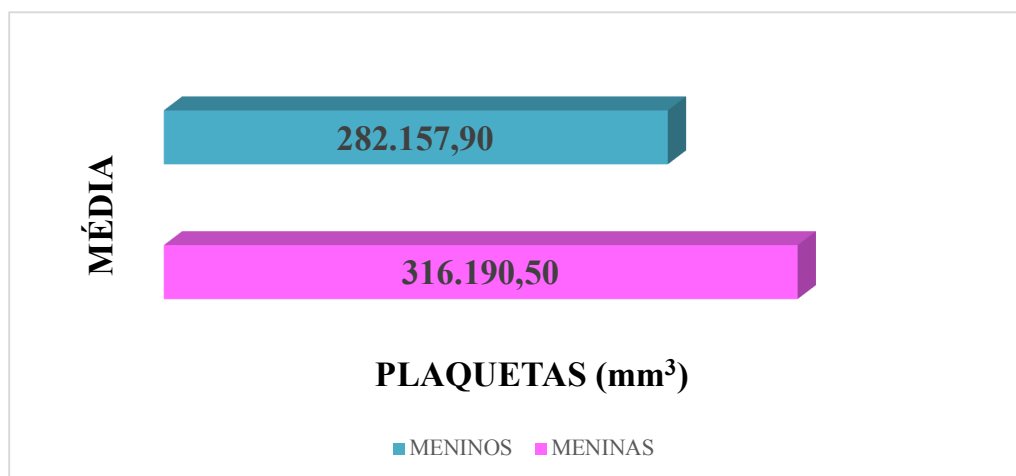 282.157,90
MÉDIA
316.190,50
PLAQUETAS (mm³)
MENINOS MENINAS